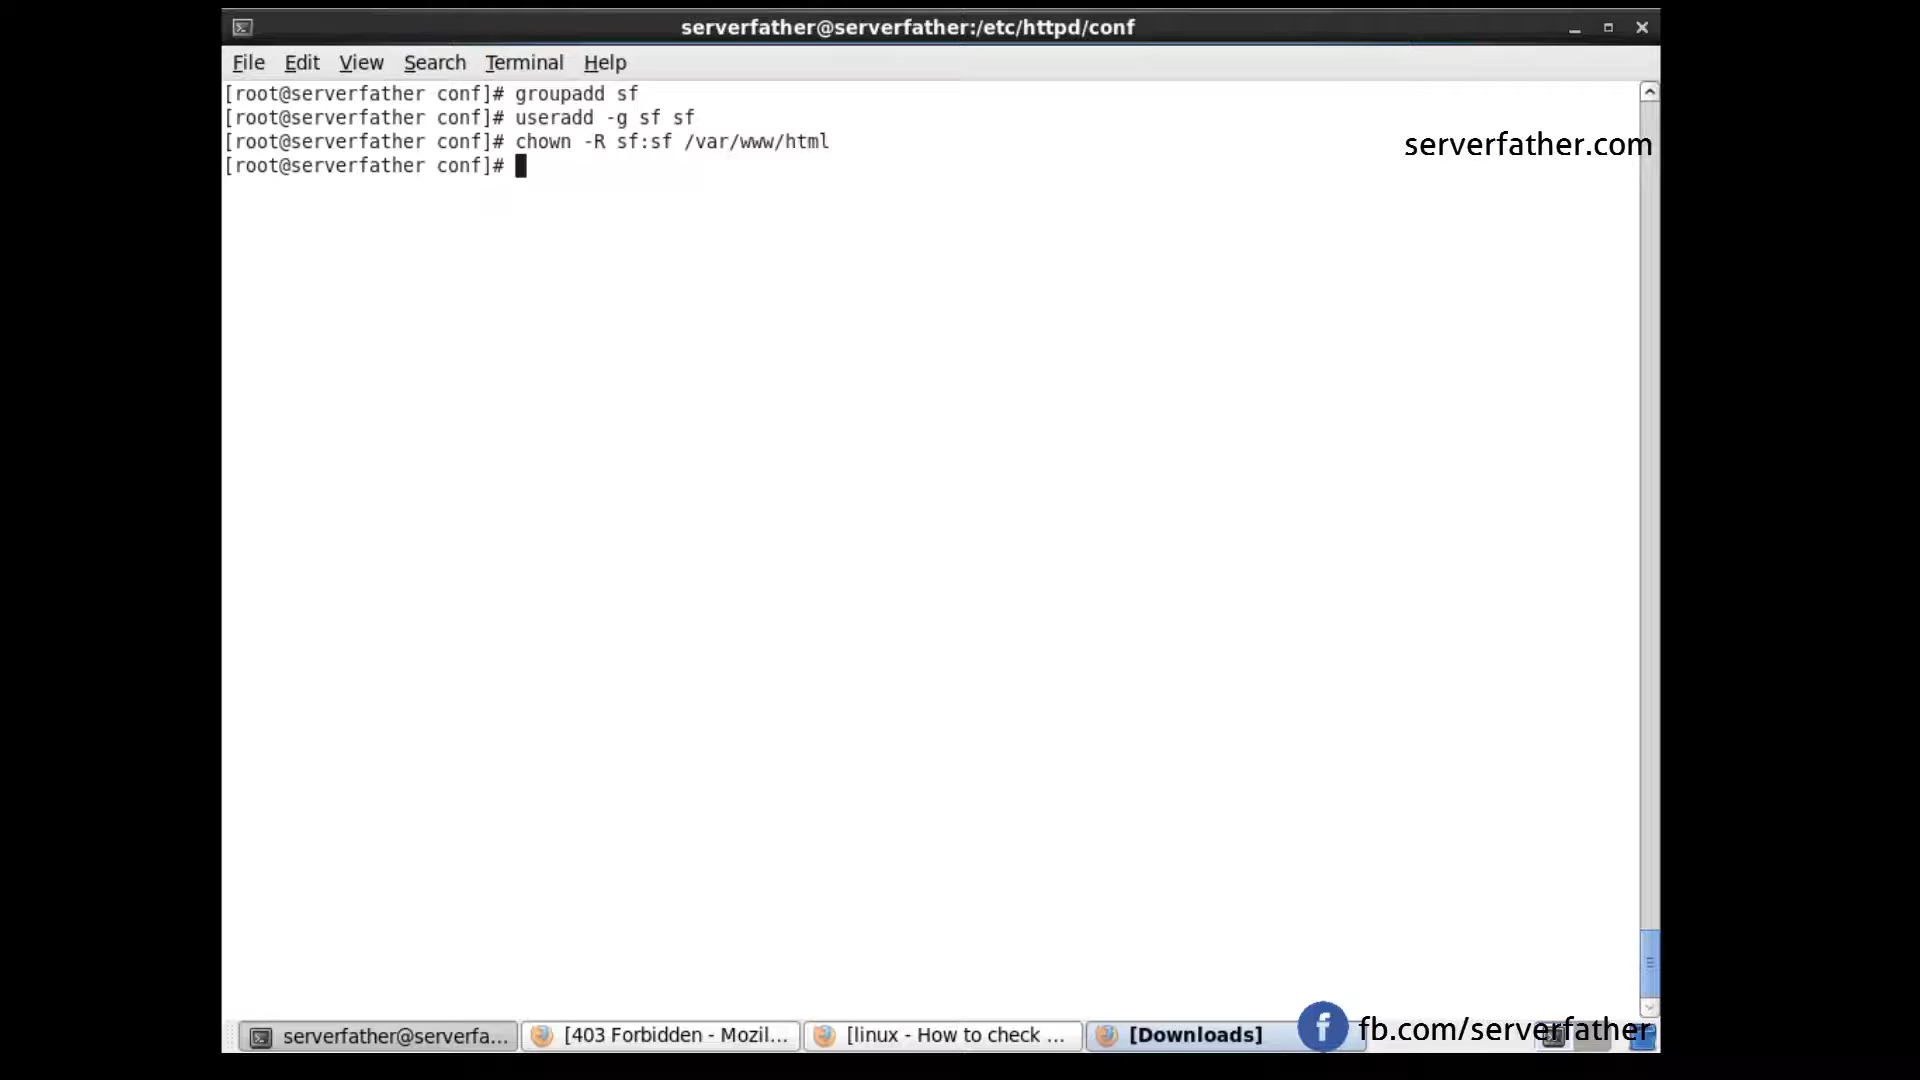 serverfather@serverfather:/etc/httpd/conf
File Edit View Search Terminal Help
[root@serverfather conf]# groupadd sf
[root@serverfather conf]# useradd -g sf sf
[root@serverfather conf]# chown -R sf:sf /var/www/html
[root@serverfather conf]#
serverfather.com
serverfather@serverfa... [403 Forbidden - Mozil... [linux - How to check ... [Downloads]
fb.com/serverfather